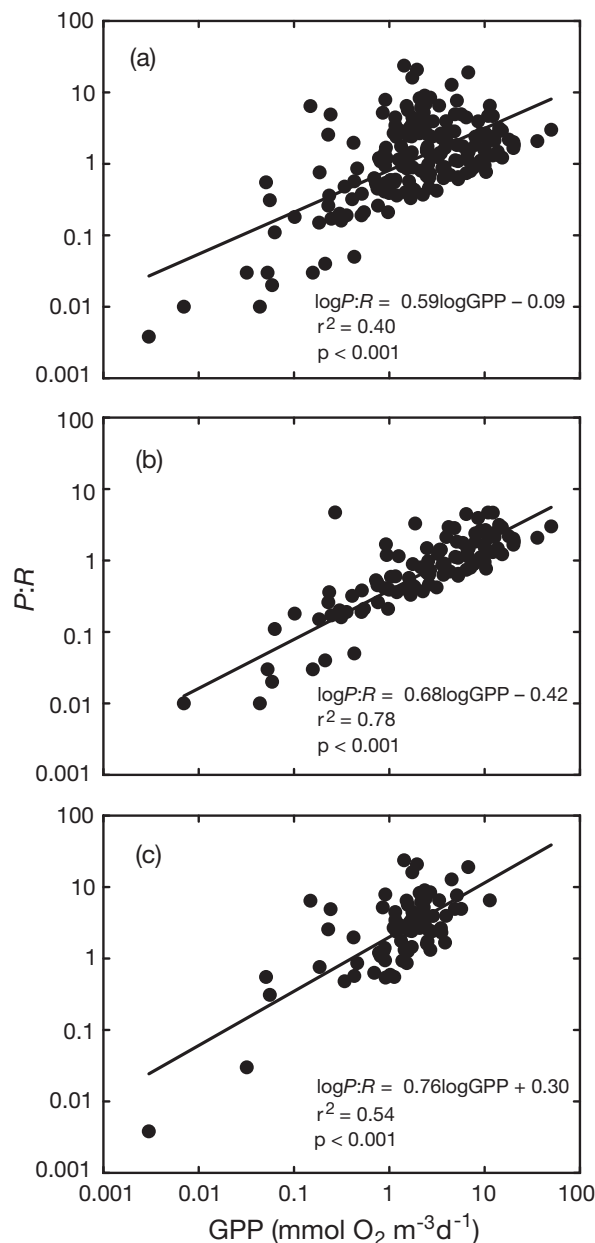 100
(a)
10
1
0.1
0.01
logP:R = 0.59logGPP – 0.09
r² = 0.40
p < 0.001
0.001
100
(b)
10
1
P:R
0.1
0.01
logP:R = 0.68logGPP – 0.42
r² = 0.78
p < 0.001
0.001
100
(c)
10
1
0.1
logP:R = 0.76logGPP + 0.30
0.01
r² = 0.54
p < 0.001
0.001
0.001 0.01 0.1 1 10 100
GPP (mmol O₂ m⁻³d⁻¹)